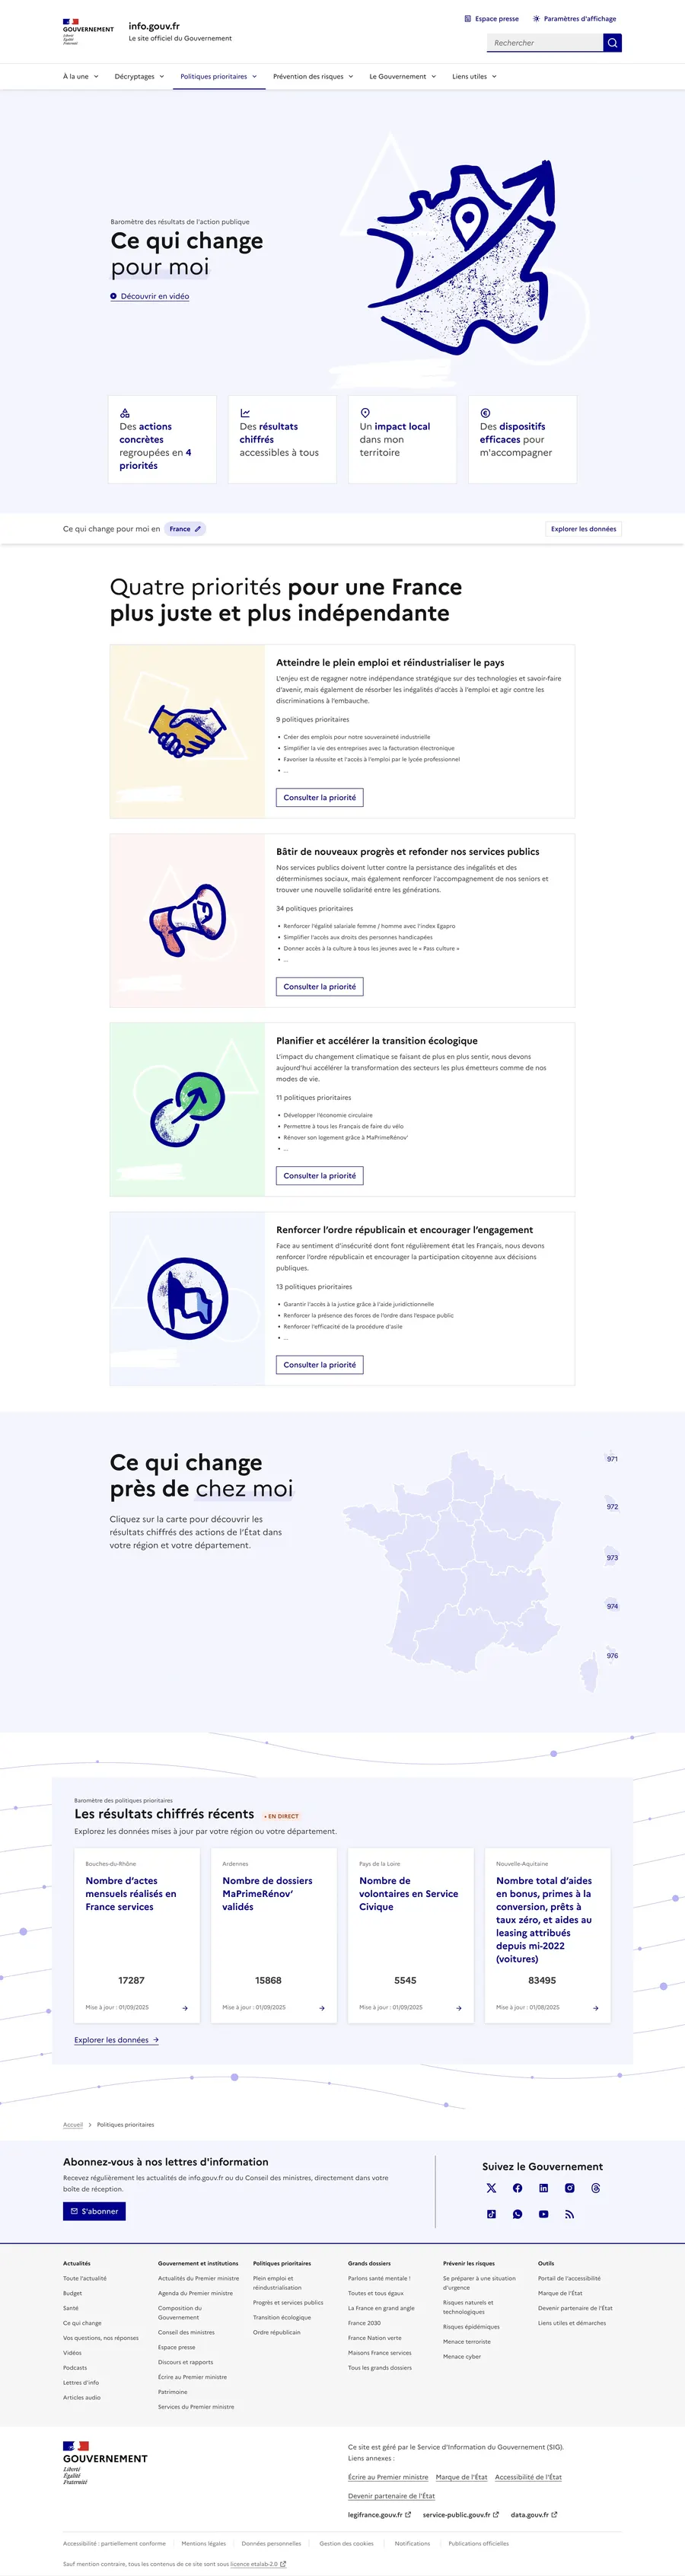 GOUVERNEMENT
Liberté
Égalité
Fraternité
info.gouv.fr
Le site officiel du Gouvernement
Espace presse
Paramètres d'affichage
Rechercher
À la une
Décryptages
Politiques prioritaires
Prévention des risques
Le Gouvernement
Liens utiles
Baromètre des résultats de l'action publique
Ce qui change
pour moi
Découvrir en vidéo
Des actions
concrètes
regroupées en 4
priorités
Des résultats
chiffrés
accessibles à tous
Un impact local
dans mon
territoire
Des dispositifs
efficaces pour
m'accompagner
Ce qui change pour moi en France
Explorer les données
Quatre priorités pour une France
plus juste et plus indépendante
Atteindre le plein emploi et réindustrialiser le pays
L'enjeu est de regagner notre indépendance stratégique sur des technologies et savoir-faire
d'avenir, mais également de résorber les inégalités d'accès à l'emploi et agir contre les
discriminations à l'embauche.
9 politiques prioritaires
• Créer des emplois pour notre souveraineté industrielle
• Simplifier la vie des entreprises avec la facturation électronique
• Favoriser la réussite et l'accès à l'emploi par le lycée professionnel
• ...
Consulter la priorité
Bâtir de nouveaux progrès et refonder nos services publics
Nos services publics doivent lutter contre la persistance des inégalités et des
déterminismes sociaux, mais également renforcer l'accompagnement de nos seniors et
trouver une nouvelle solidarité entre les générations.
34 politiques prioritaires
• Renforcer l'égalité salariale femme / homme avec l'index Egapro
• Simplifier l'accès aux droits des personnes handicapées
• Donner accès à la culture à tous les jeunes avec le « Pass culture »
• ...
Consulter la priorité
Planifier et accélérer la transition écologique
L'impact du changement climatique se faisant de plus en plus sentir, nous devons
aujourd'hui accélérer la transformation des secteurs les plus émetteurs comme de nos
modes de vie.
11 politiques prioritaires
• Développer l'économie circulaire
• Permettre à tous les Français de faire du vélo
• Rénover son logement grâce à MaPrimeRénov'
• ...
Consulter la priorité
Renforcer l'ordre républicain et encourager l'engagement
Face au sentiment d'insécurité dont font régulièrement état les Français, nous devons
renforcer l'ordre républicain et encourager la participation citoyenne aux décisions
publiques.
13 politiques prioritaires
• Garantir l'accès à la justice grâce à l'aide juridictionnelle
• Renforcer la présence des forces de l'ordre dans l'espace public
• Renforcer l'efficacité de la procédure d'asile
• ...
Consulter la priorité
Ce qui change
près de chez moi
Cliquez sur la carte pour découvrir les
résultats chiffrés des actions de l'État dans
votre région et votre département.
971
972
973
974
976
Baromètre des politiques prioritaires
Les résultats chiffrés récents • EN DIRECT
Explorez les données mises à jour par votre région ou votre département.
Bouches-du-Rhône
Nombre d'actes
mensuels réalisés en
France services
17287
Mise à jour : 01/09/2025
Ardennes
Nombre de dossiers
MaPrimeRénov'
validés
15868
Mise à jour : 01/09/2025
Pays de la Loire
Nombre de
volontaires en Service
Civique
5545
Mise à jour : 01/09/2025
Nouvelle-Aquitaine
Nombre total d'aides
en bonus, primes à la
conversion, prêts à
taux zéro, et aides au
leasing attribués
depuis mi-2022
(voitures)
83495
Mise à jour : 01/08/2025
Explorer les données
Accueil > Politiques prioritaires
Abonnez-vous à nos lettres d'information
Recevez régulièrement les actualités de info.gouv.fr ou du Conseil des ministres, directement dans votre
boîte de réception.
S'abonner
Suivez le Gouvernement
Actualités
Toute l'actualité
Budget
Santé
Ce qui change
Vos questions, nos réponses
Vidéos
Podcasts
Lettres d'info
Articles audio
Gouvernement et institutions
Actualités du Premier ministre
Agenda du Premier ministre
Composition du
Gouvernement
Conseil des ministres
Espace presse
Discours et rapports
Écrire au Premier ministre
Patrimoine
Services du Premier ministre
Politiques prioritaires
Plein emploi et
réindustrialisation
Progrès et services publics
Transition écologique
Ordre républicain
Grands dossiers
Parlons santé mentale !
Toutes et tous égaux
La France en grand angle
France 2030
France Nation verte
Maisons France services
Tous les grands dossiers
Prévenir les risques
Se préparer à une situation
d'urgence
Risques naturels et
technologiques
Risques épidémiques
Menace terroriste
Menace cyber
Outils
Portail de l'accessibilité
Marque de l'État
Devenir partenaire de l'État
Liens utiles et démarches
GOUVERNEMENT
Liberté
Égalité
Fraternité
Ce site est géré par le Service d'Information du Gouvernement (SIG).
Liens annexes :
Écrire au Premier ministre
Marque de l'État
Accessibilité de l'État
Devenir partenaire de l'État
legifrance.gouv.fr
service-public.gouv.fr
data.gouv.fr
Accessibilité : partiellement conforme
Mentions légales
Données personnelles
Gestion des cookies
Notifications
Publications officielles
Sauf mention contraire, tous les contenus de ce site sont sous licence etalab-2.0